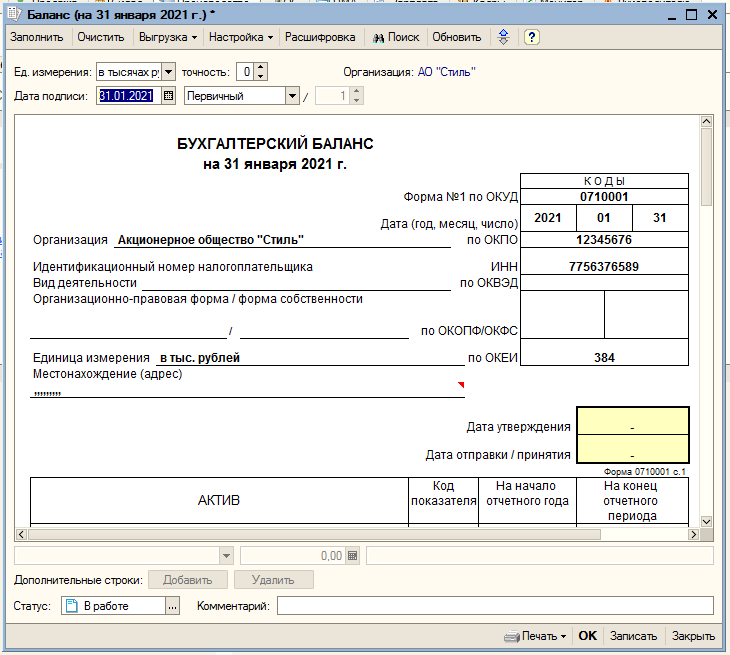 Баланс (на 31 января 2021 г.) *
Заполнить Очистить Выгрузка Настройка Расшифровка Поиск Обновить ?
Ед. измерения: в тысячах ру точность: 0 Организация: АО "Стиль"
Дата подписи: 31.01.2021 Первичный / 1
БУХГАЛТЕРСКИЙ БАЛАНС
на 31 января 2021 г.
К О Д Ы
Форма №1 по ОКУД 0710001
Дата (год, месяц, число) 2021 01 31
Организация Акционерное общество "Стиль" по ОКПО 12345676
Идентификационный номер налогоплательщика ИНН 7756376589
Вид деятельности по ОКВЭД
Организационно-правовая форма / форма собственности
/ по ОКОПФ/ОКФС
Единица измерения в тыс. рублей по ОКЕИ 384
Местонахождение (адрес)
,,,,,,,,,
Дата утверждения -
Дата отправки / принятия -
Форма 0710001 с.1
АКТИВ Код показателя На начало отчетного года На конец отчетного периода
0,00
Дополнительные строки: Добавить Удалить
Статус: В работе ... Комментарий:
Печать OK Записать Закрыть